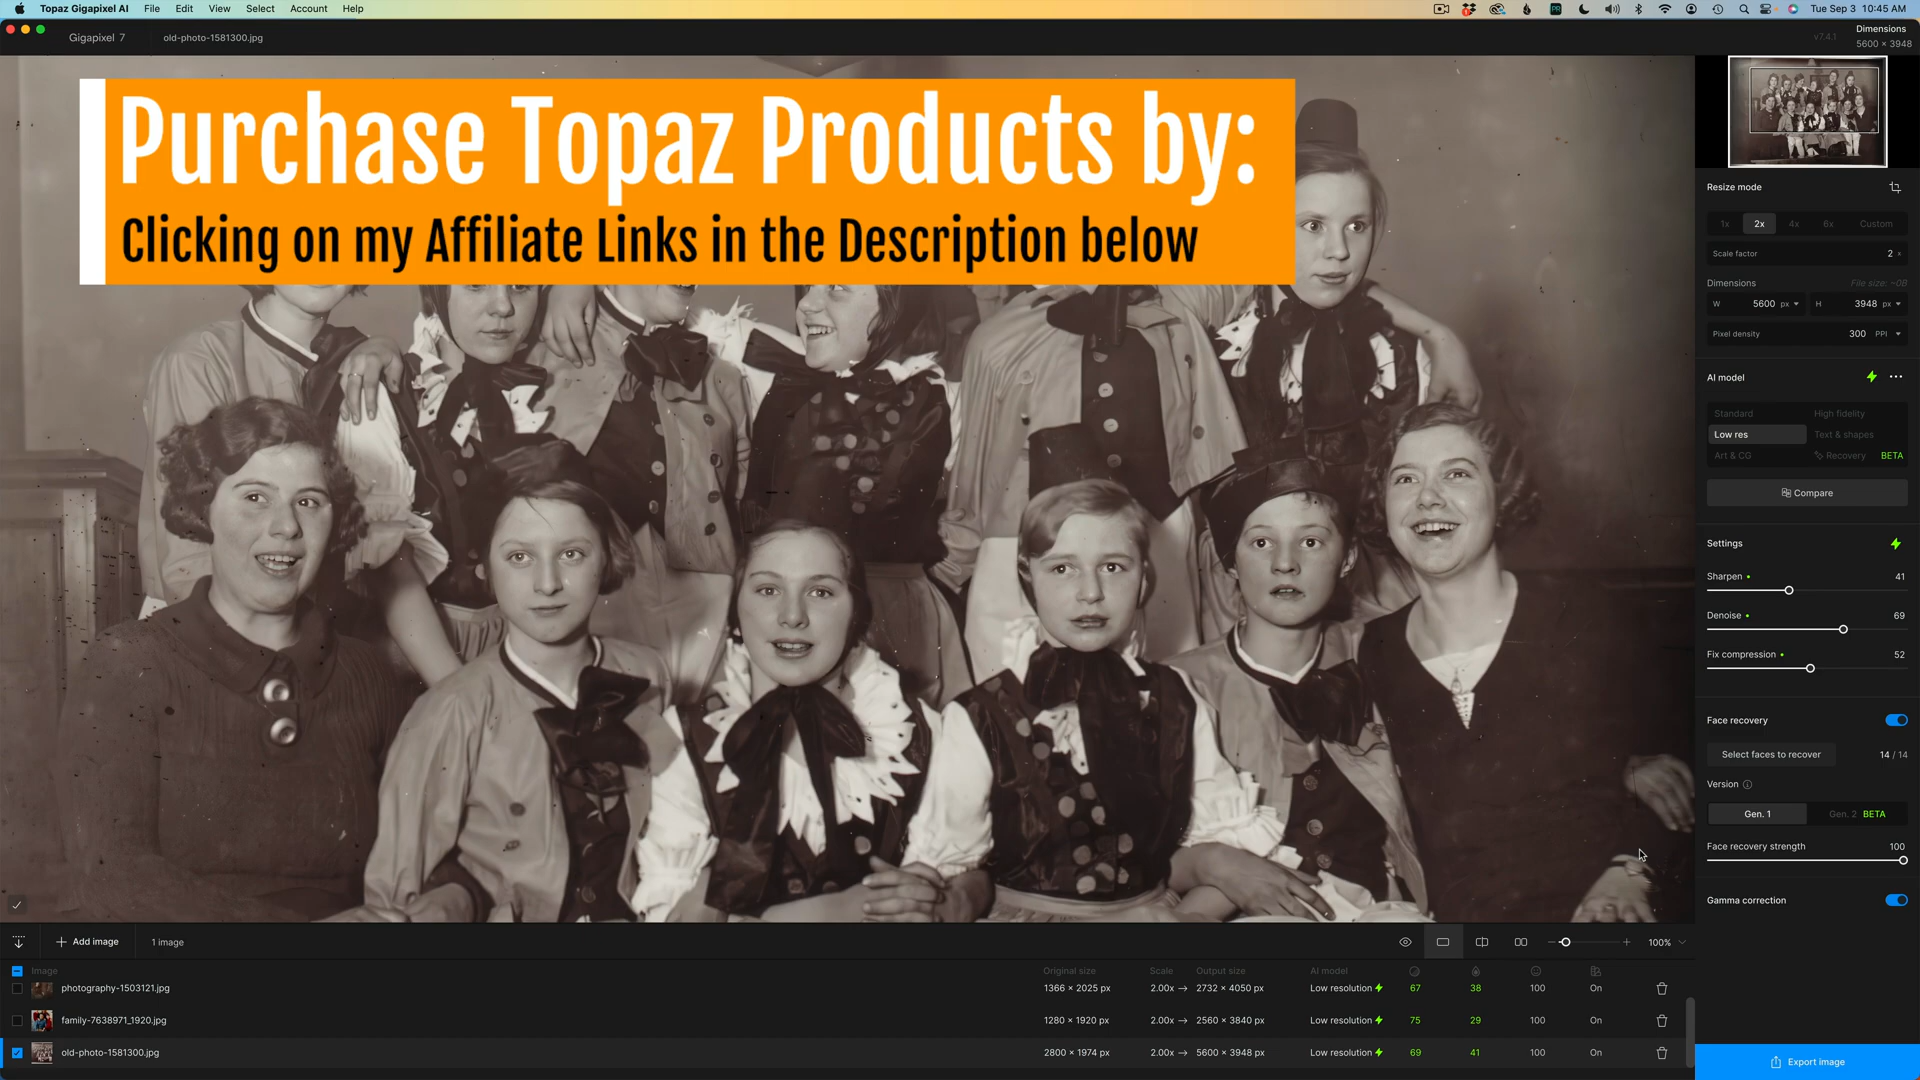 Topaz Gigapixel AI File Edit View Select Account Help Tue Sep 3 10:45 AM
Gigapixel 7 old-photo-1581300.jpg v7.4.1 Dimensions
5600 × 3948
Purchase Topaz Products by:
Clicking on my Affiliate Links in the Description below
Resize mode
1x 2x 4x 6x Custom
Scale factor 2 x
Dimensions File size: ~0B
W 5600 px H 3948 px
Pixel density 300 PPI
AI model
Standard High fidelity
Low res Text & shapes
Art & CG Recovery BETA
Compare
Settings
Sharpen 41
Denoise 69
Fix compression 52
Face recovery
Select faces to recover 14 / 14
Version
Gen. 1 Gen. 2 BETA
Face recovery strength 100
Gamma correction
Add image 1 image 100%
Image Original size Scale Output size AI model
photography-1503121.jpg 1366 × 2025 px 2.00x → 2732 × 4050 px Low resolution 67 38 100 On
family-7638971_1920.jpg 1280 × 1920 px 2.00x → 2560 × 3840 px Low resolution 75 29 100 On
old-photo-1581300.jpg 2800 × 1974 px 2.00x → 5600 × 3948 px Low resolution 69 41 100 On
Export image